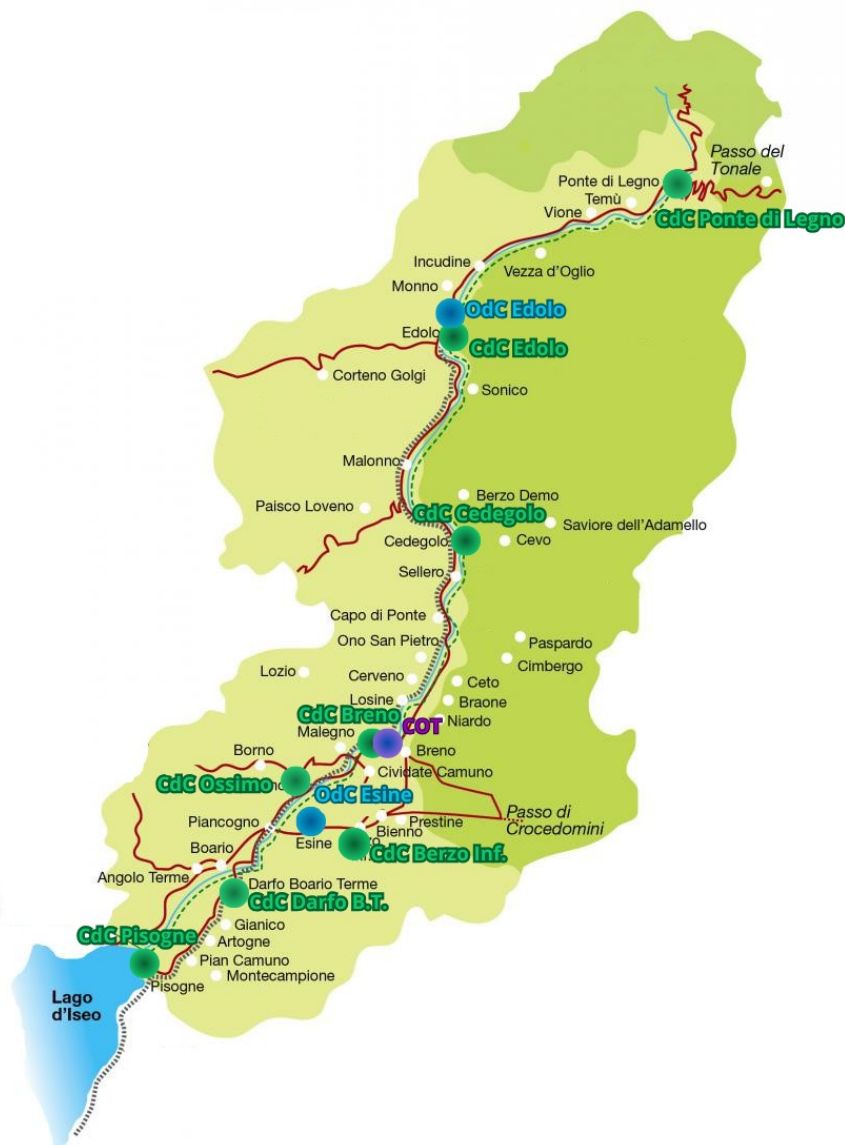 Passo del
Tonale
Ponte di Legno
Temù
Vione
CdC Ponte di Legno
Incudine
Vezza d'Oglio
Monno
OdC Edolo
Edolo
CdC Edolo
Corteno Golgi
Sonico
Malonno
Berzo Demo
Paisco Loveno
CdC Cedegolo
Saviore dell'Adamello
Cedegolo
Cevo
Sellero
Capo di Ponte
Ono San Pietro
Paspardo
Cimbergo
Lozio
Cerveno
Ceto
Losine
Braone
CdC Breno
Niardo
COT
Malegno
Borno
Breno
Cividate Camuno
CdC Ossimo
OdC Esine
Passo di
Crocedomini
Prestine
Piancogno
Bienno
Esine
CdC Berzo Inf.
Boario
Angolo Terme
Darfo Boario Terme
CdC Darfo B.T.
Gianico
CdC Pisogne
Artogne
Pian Camuno
Montecampione
Pisogne
Lago
d'Iseo